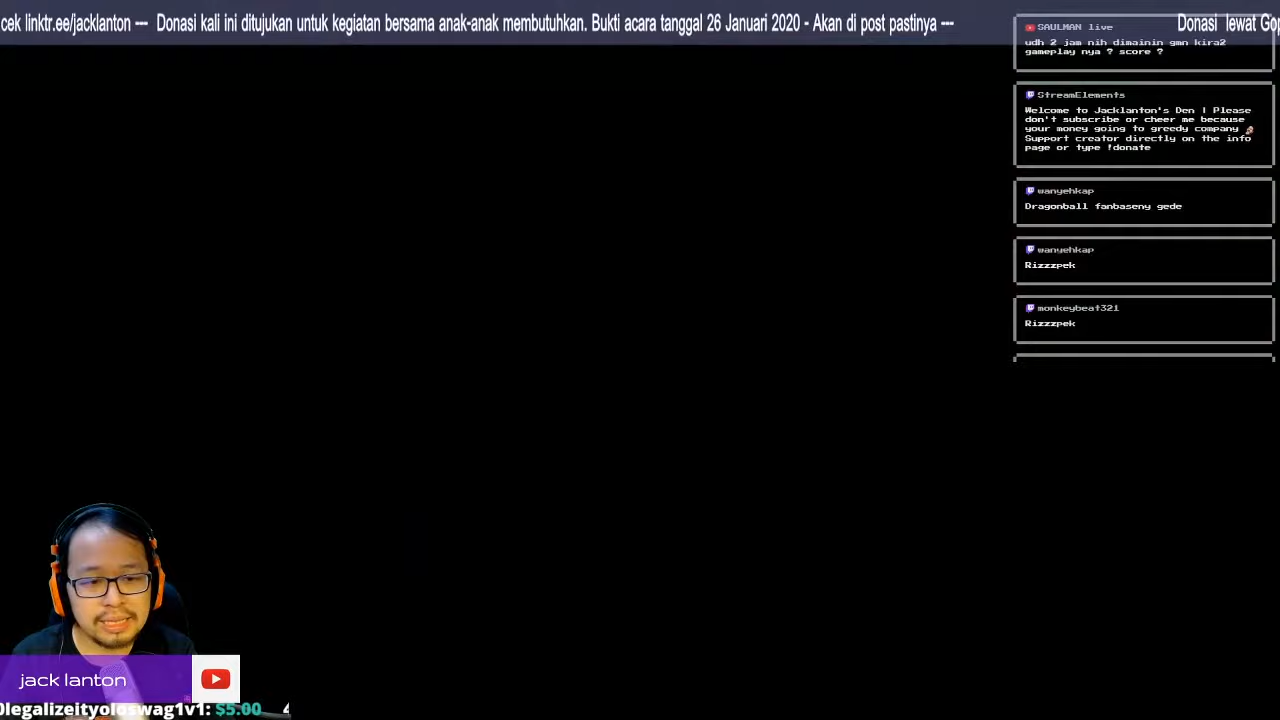 cek linktr.ee/jacklanton --- Donasi kali ini ditujukan untuk kegiatan bersama anak-anak membutuhkan. Bukti acara tanggal 26 Januari 2020 - Akan di post pastinya --- Donasi lewat Gop
SAULMAN live
udh 2 jam nih dimainin gmn kira2
gameplay nya ? score ?
StreamElements
Welcome to Jacklanton's Den | Please
don't subscribe or cheer me because
your money going to greedy company
Support creator directly on the info
page or type !donate
wanyehkap
Dragonball fanbaseny gede
wanyehkap
Rizzzpek
monkeybeat321
Rizzzpek
jack lanton
0legalizeityoldswag1v1: $5.00